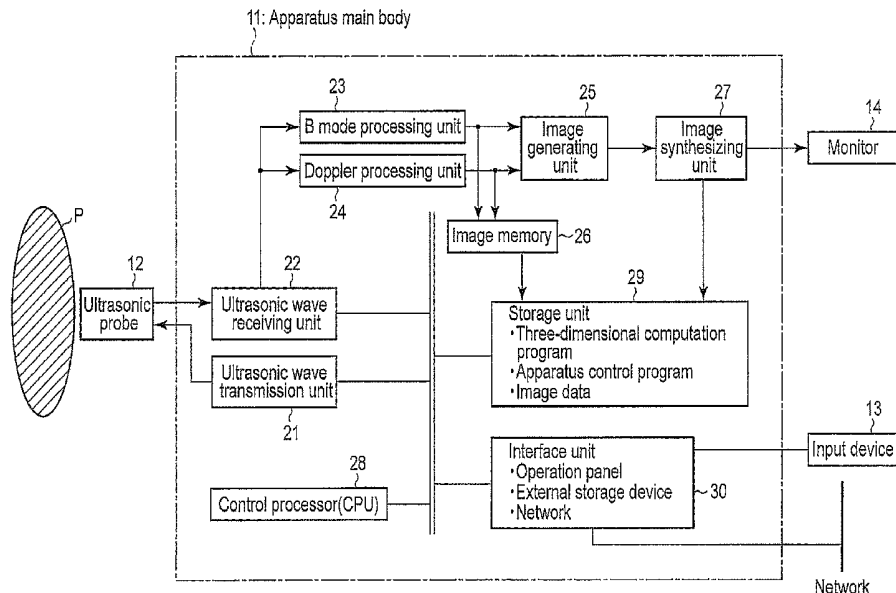 11: Apparatus main body
23
B mode processing unit
Doppler processing unit
24
25
Image
generating
unit
27
Image
synthesizing
unit
14
Monitor
P
12
Ultrasonic
probe
22
Ultrasonic wave
receiving unit
Ultrasonic wave
transmission unit
21
Image memory
26
29
Storage unit
・Three-dimensional computation
program
・Apparatus control program
・Image data
28
Control processor(CPU)
Interface unit
・Operation panel
・External storage device
・Network
30
13
Input device
Network